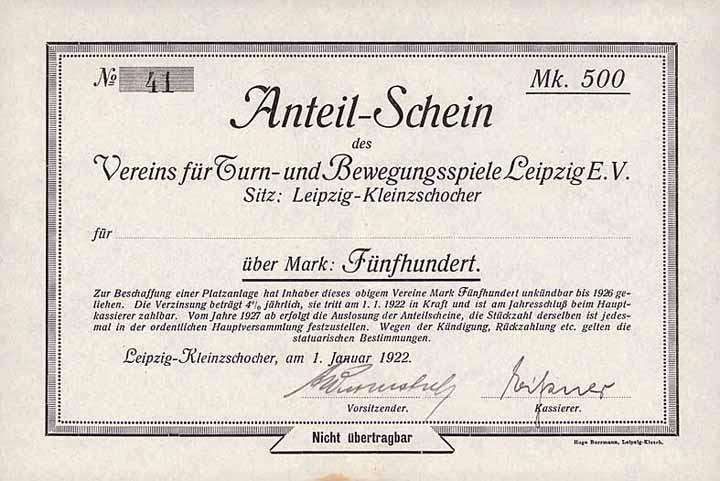 № 41
Mk. 500
Anteil-Schein
des
Vereins für Turn- und Bewegungsspiele Leipzig E. V.
Sitz: Leipzig-Kleinzschocher
für
über Mark: Fünfhundert.
Zur Beschaffung einer Platzanlage hat Inhaber dieses obigem Vereine Mark Fünfhundert unkündbar bis 1926 ge-
liehen. Die Verzinsung beträgt 4% jährlich, sie tritt am 1. 1. 1922 in Kraft und ist am Jahresschluß beim Haupt-
kassierer zahlbar. Vom Jahre 1927 ab erfolgt die Auslosung der Anteilscheine, die Stückzahl derselben ist jedes-
mal in der ordentlichen Hauptversammlung festzustellen. Wegen der Kündigung, Rückzahlung etc. gelten die
statuarischen Bestimmungen.
Leipzig-Kleinzschocher, am 1. Januar 1922.
Vorsitzender.
Kassierer.
Nicht übertragbar
Hugo Borrmann, Leipzig-Klzsch.